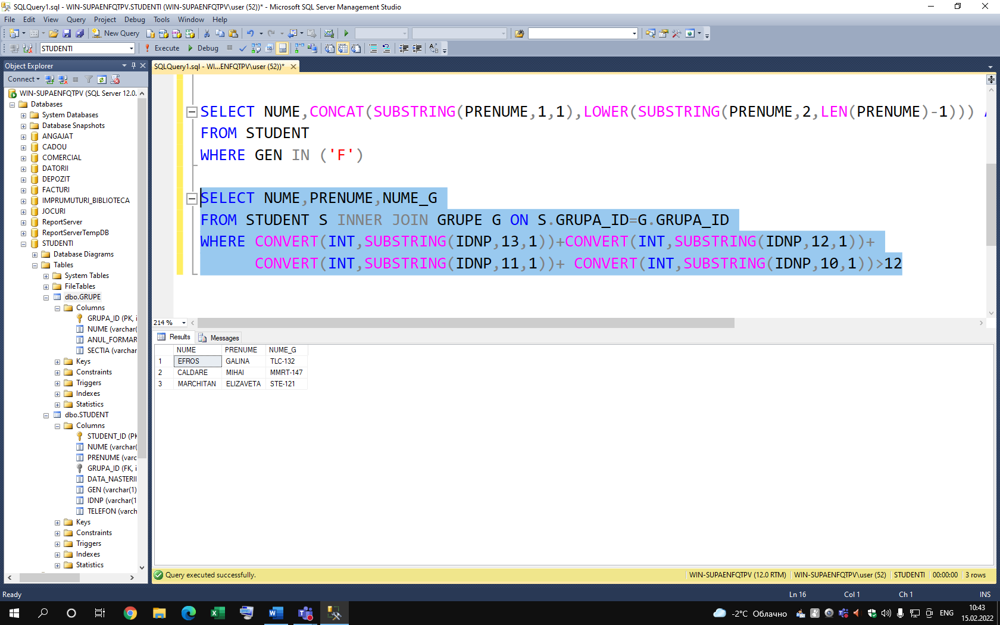 SQLQuery1.sql - WIN-SUPAENFQTPV.STUDENTI (WIN-SUPAENFQTPV\user (52))* - Microsoft SQL Server Management Studio
File Edit View Query Project Debug Tools Window Help
New Query
STUDENTI Execute Debug
Object Explorer
SQLQuery1.sql - WI...ENFQTPV\user (52))*
Connect
WIN-SUPAENFQTPV (SQL Server 12.0.
Databases
System Databases
Database Snapshots
ANGAJAT
CADOU
COMERCIAL
DATORII
DEPOZIT
FACTURI
IMPRUMUTURI_BIBLIOTECA
JOCURI
ReportServer
ReportServerTempDB
STUDENTI
Database Diagrams
Tables
System Tables
FileTables
dbo.GRUPE
Columns
GRUPA_ID (PK, i
NUME (varchar(
ANUL_FORMAR
SECTIA (varchar
Keys
Constraints
Triggers
Indexes
Statistics
dbo.STUDENT
Columns
STUDENT_ID (PK
NUME (varchar(
PRENUME (varc
GRUPA_ID (FK, i
DATA_NASTERII
GEN (varchar(1)
IDNP (varchar(1
TELEFON (varch
Keys
Constraints
Triggers
Indexes
Statistics
SELECT NUME,CONCAT(SUBSTRING(PRENUME,1,1),LOWER(SUBSTRING(PRENUME,2,LEN(PRENUME)-1)))
FROM STUDENT
WHERE GEN IN ('F')
SELECT NUME,PRENUME,NUME_G
FROM STUDENT S INNER JOIN GRUPE G ON S.GRUPA_ID=G.GRUPA_ID
WHERE CONVERT(INT,SUBSTRING(IDNP,13,1))+CONVERT(INT,SUBSTRING(IDNP,12,1))+
CONVERT(INT,SUBSTRING(IDNP,11,1))+ CONVERT(INT,SUBSTRING(IDNP,10,1))>12
214 %
Results Messages
NUME PRENUME NUME_G
1 EFROS GALINA TLC-132
2 CALDARE MIHAI MMRT-147
3 MARCHITAN ELIZAVETA STE-121
Query executed successfully. WIN-SUPAENFQTPV (12.0 RTM) WIN-SUPAENFQTPV\user (52) STUDENTI 00:00:00 3 rows
Ready Ln 16 Col 1 Ch 1 INS
-2°C Облачно ENG 10:43
15.02.2022